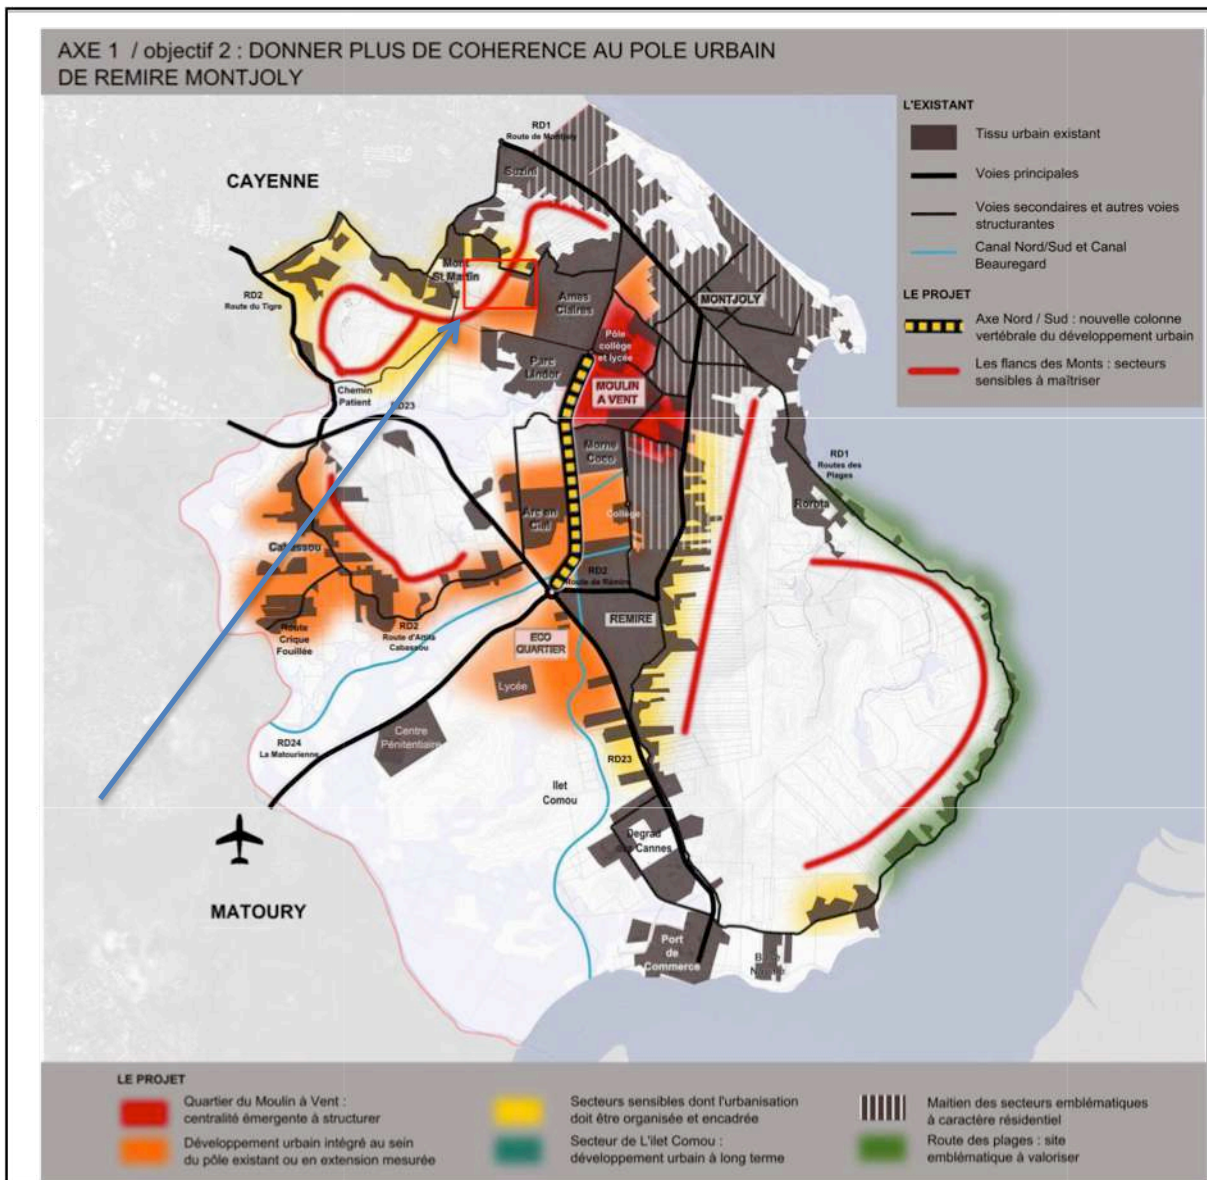 AXE 1 / objectif 2 : DONNER PLUS DE COHERENCE AU POLE URBAIN
DE REMIRE MONTJOLY
L'EXISTANT
Tissu urbain existant
Voies principales
Voies secondaires et autres voies
structurantes
Canal Nord/Sud et Canal
Beauregard
LE PROJET
Axe Nord / Sud : nouvelle colonne
vertébrale du développement urbain
Les flancs des Monts : secteurs
sensibles à maîtriser
RD1
Route de Montjoly
Suzini
CAYENNE
Mont
St Martin
RD2
Route du Tigre
Ames
Claires
MONTJOLY
Pôle
collège
et lycée
Parc
Lindor
MOULIN
A VENT
Chemin
Patient
RD23
Morne
Coco
RD1
Routes des
Plages
Rorota
Arc en
Ciel
Collège
Cabassou
RD2
Route de Rémire
REMIRE
Route
Crique
Fouillée
RD2
Route d'Attila
Cabassou
ECO
QUARTIER
Lycée
Centre
Pénitentiaire
RD24
La Matourienne
RD23
Ilet
Comou
Degrad
des Cannes
MATOURY
Port
de
Commerce
LE PROJET
Quartier du Moulin à Vent :
centralité émergente à structurer
Développement urbain intégré au sein
du pôle existant ou en extension mesurée
Secteurs sensibles dont l'urbanisation
doit être organisée et encadrée
Secteur de L'ilet Comou :
développement urbain à long terme
Maitien des secteurs emblématiques
à caractère résidentiel
Route des plages : site
emblématique à valoriser